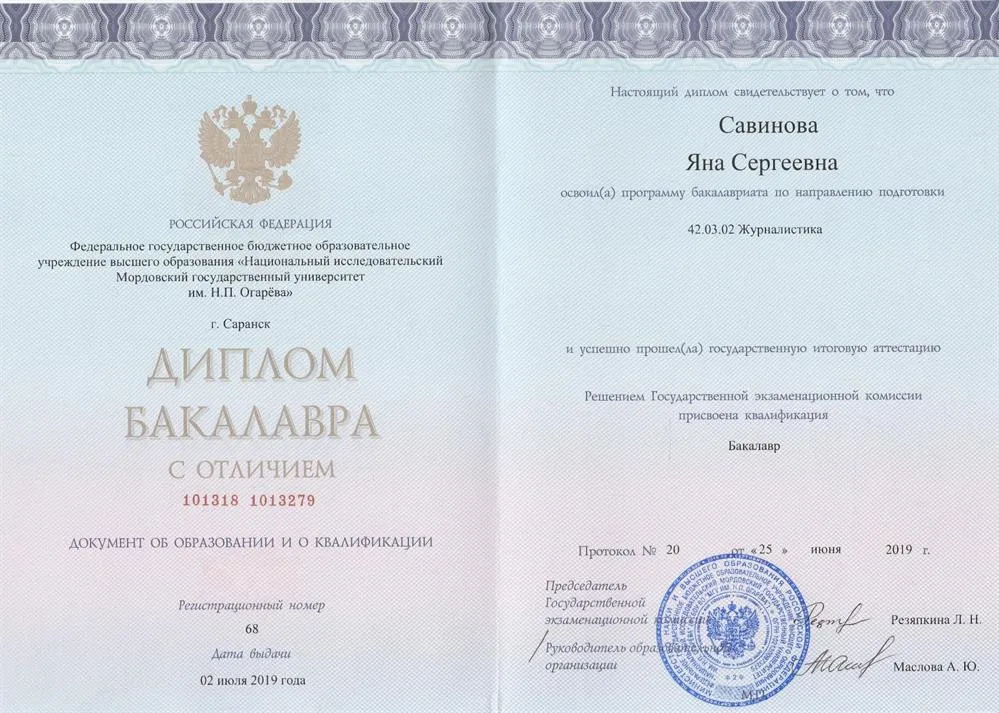 РОССИЙСКАЯ ФЕДЕРАЦИЯ
Федеральное государственное бюджетное образовательное
учреждение высшего образования «Национальный исследовательский
Мордовский государственный университет
им. Н.П. Огарёва»
г. Саранск
ДИПЛОМ
БАКАЛАВРА
С ОТЛИЧИЕМ
101318 1013279
ДОКУМЕНТ ОБ ОБРАЗОВАНИИ И О КВАЛИФИКАЦИИ
Регистрационный номер
68
Дата выдачи
02 июля 2019 года
Настоящий диплом свидетельствует о том, что
Савинова
Яна Сергеевна
освоил(а) программу бакалавриата по направлению подготовки
42.03.02 Журналистика
и успешно прошел(ла) государственную итоговую аттестацию
Решением Государственной экзаменационной комиссии
присвоена квалификация
Бакалавр
Протокол № 20 от «25 » июня 2019 г.
Председатель
Государственной
экзаменационной комиссии
Резяпкина Л. Н.
Руководитель образовательной
организации
Маслова А. Ю.
М.П.